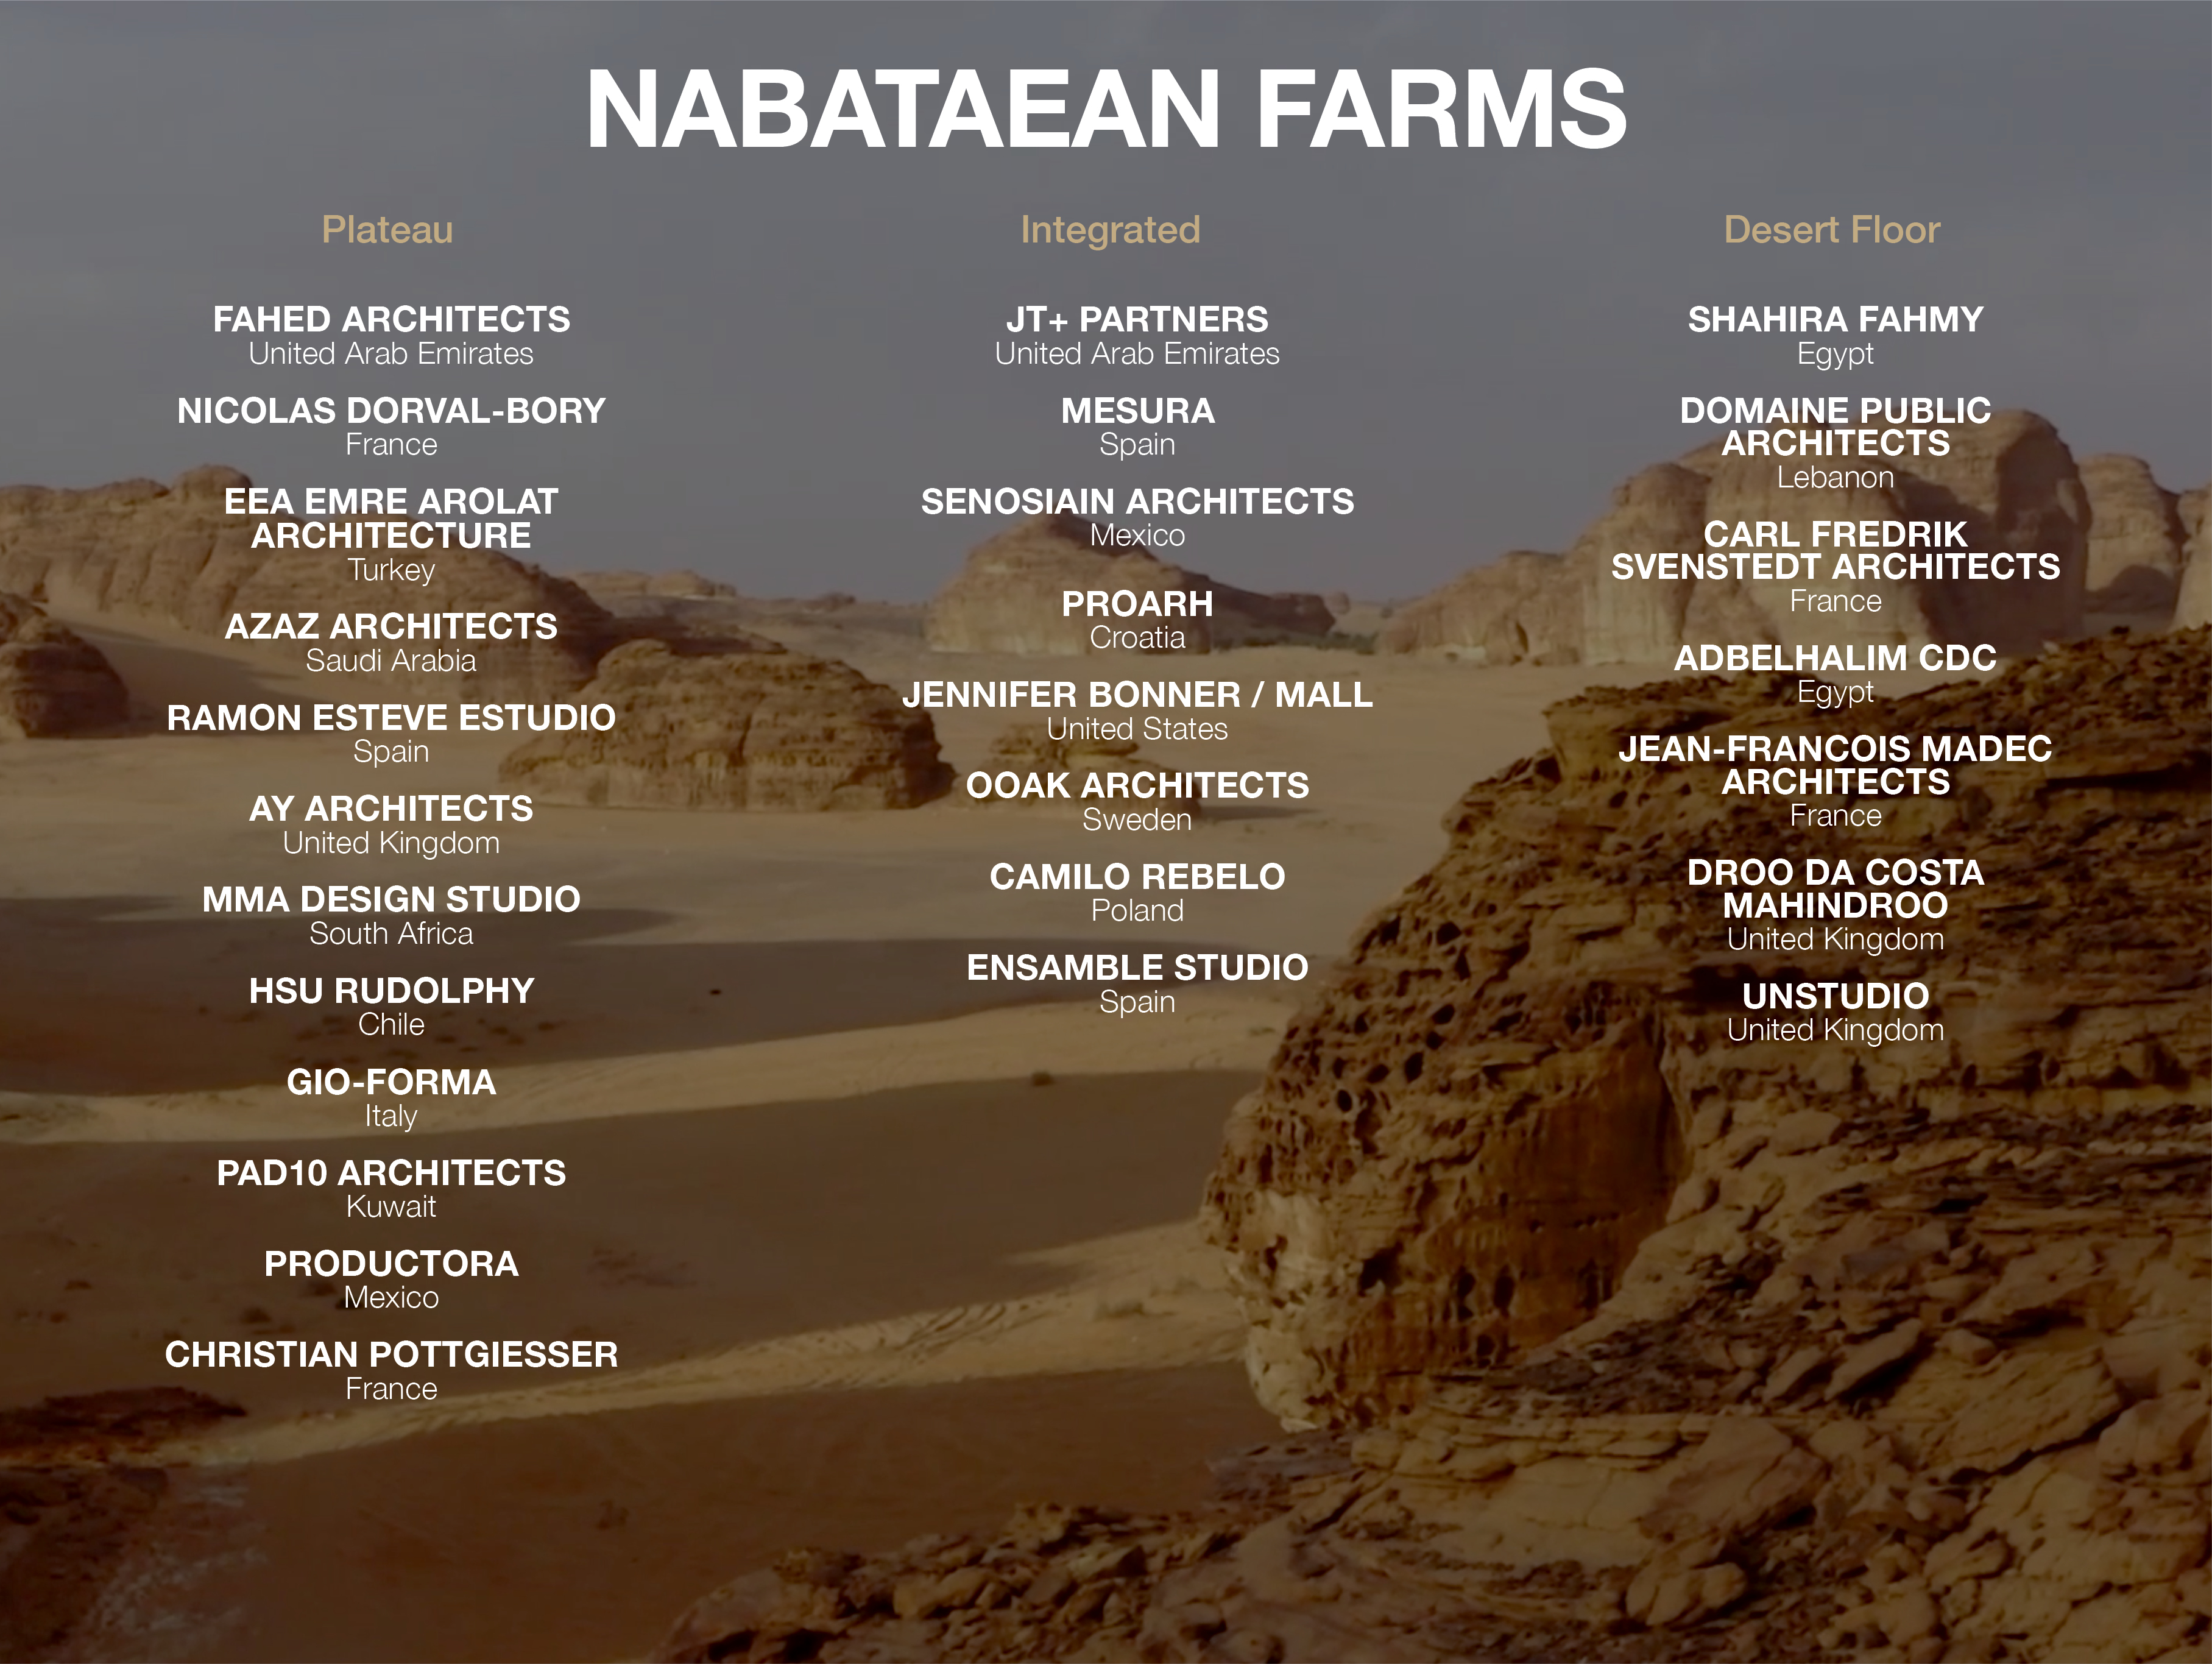 NABATAEAN FARMS
Plateau
FAHED ARCHITECTS
United Arab Emirates
NICOLAS DORVAL-BORY
France
EEA EMRE AROLAT
ARCHITECTURE
Turkey
AZAZ ARCHITECTS
Saudi Arabia
RAMON ESTEVE ESTUDIO
Spain
AY ARCHITECTS
United Kingdom
MMA DESIGN STUDIO
South Africa
HSU RUDOLPHY
Chile
GIO-FORMA
Italy
PAD10 ARCHITECTS
Kuwait
PRODUCTORA
Mexico
CHRISTIAN POTTGIESSER
France
Integrated
JT+ PARTNERS
United Arab Emirates
MESURA
Spain
SENOSIAIN ARCHITECTS
Mexico
PROARH
Croatia
JENNIFER BONNER / MALL
United States
OOAK ARCHITECTS
Sweden
CAMILO REBELO
Poland
ENSAMBLE STUDIO
Spain
Desert Floor
SHAHIRA FAHMY
Egypt
DOMAINE PUBLIC
ARCHITECTS
Lebanon
CARL FREDRIK
SVENSTEDT ARCHITECTS
France
ADBELHALIM CDC
Egypt
JEAN-FRANCOIS MADEC
ARCHITECTS
France
DROO DA COSTA
MAHINDROO
United Kingdom
UNSTUDIO
United Kingdom